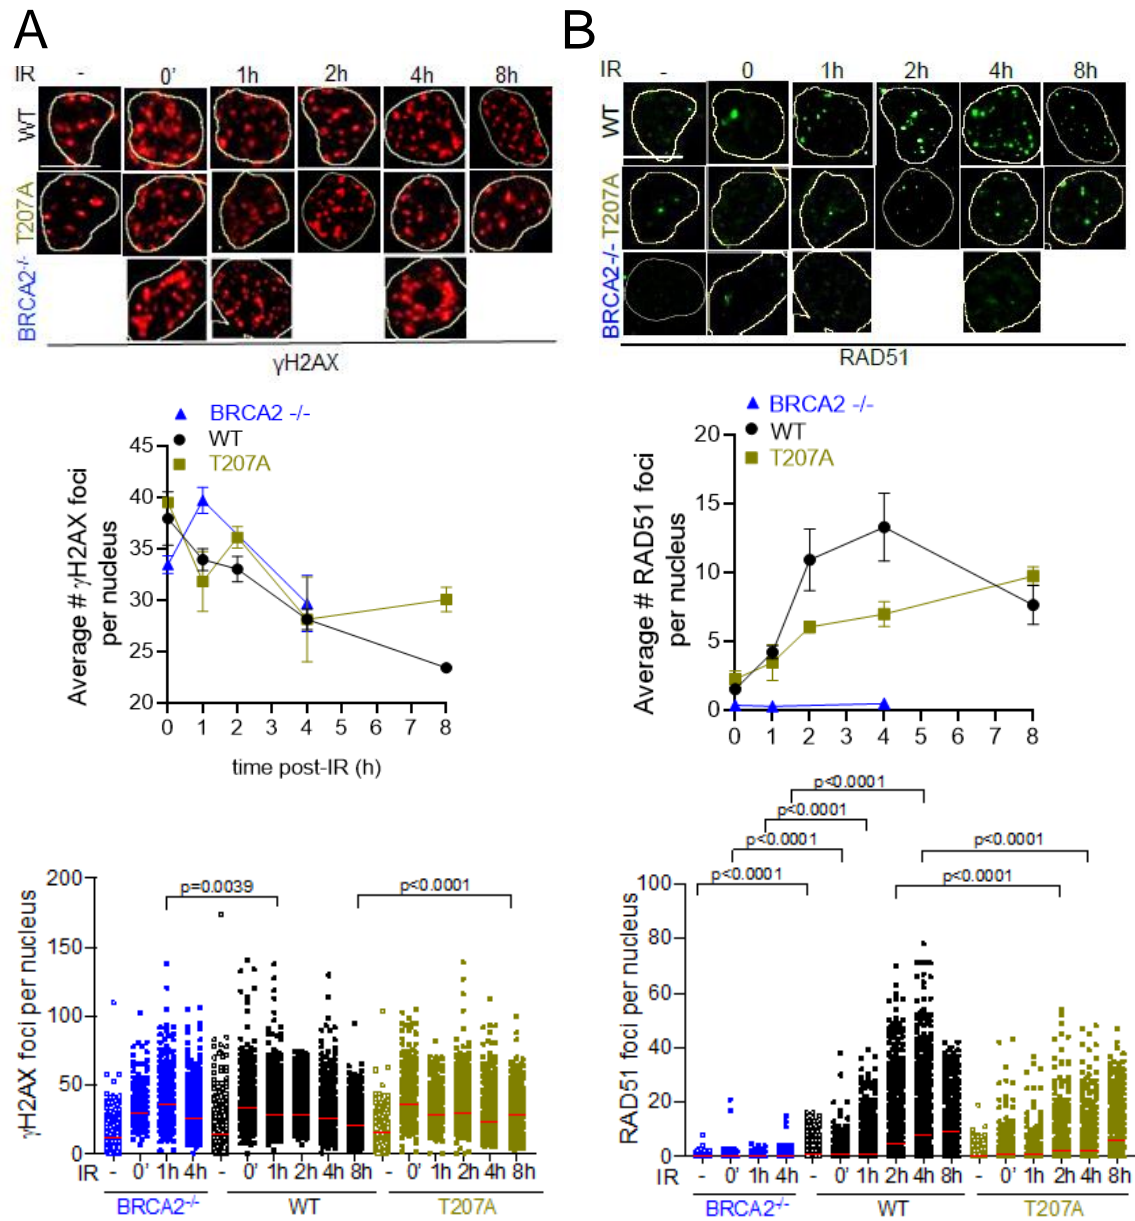 A
IR - 0' 1h 2h 4h 8h
WT
T207A
BRCA2-/-
γH2AX
BRCA2 -/-
WT
T207A
Average # γH2AX foci
per nucleus
45
40
35
30
25
20
0 1 2 3 4 5 6 7 8
time post-IR (h)
p=0.0039
p<0.0001
γH2AX foci per nucleus
200
150
100
50
0
IR - 0' 1h 4h - 0' 1h 2h 4h 8h - 0' 1h 2h 4h 8h
BRCA2-/- WT T207A
B
IR - 0 1h 2h 4h 8h
WT
T207A
BRCA2-/-
RAD51
BRCA2 -/-
WT
T207A
Average # RAD51 foci
per nucleus
20
15
10
5
0
0 1 2 3 4 5 6 7 8
p<0.0001
p<0.0001
p<0.0001
p<0.0001
p<0.0001
p<0.0001
RAD51 foci per nucleus
100
80
60
40
20
0
IR - 0' 1h 4h - 0' 1h 2h 4h 8h - 0' 1h 2h 4h 8h
BRCA2-/- WT T207A